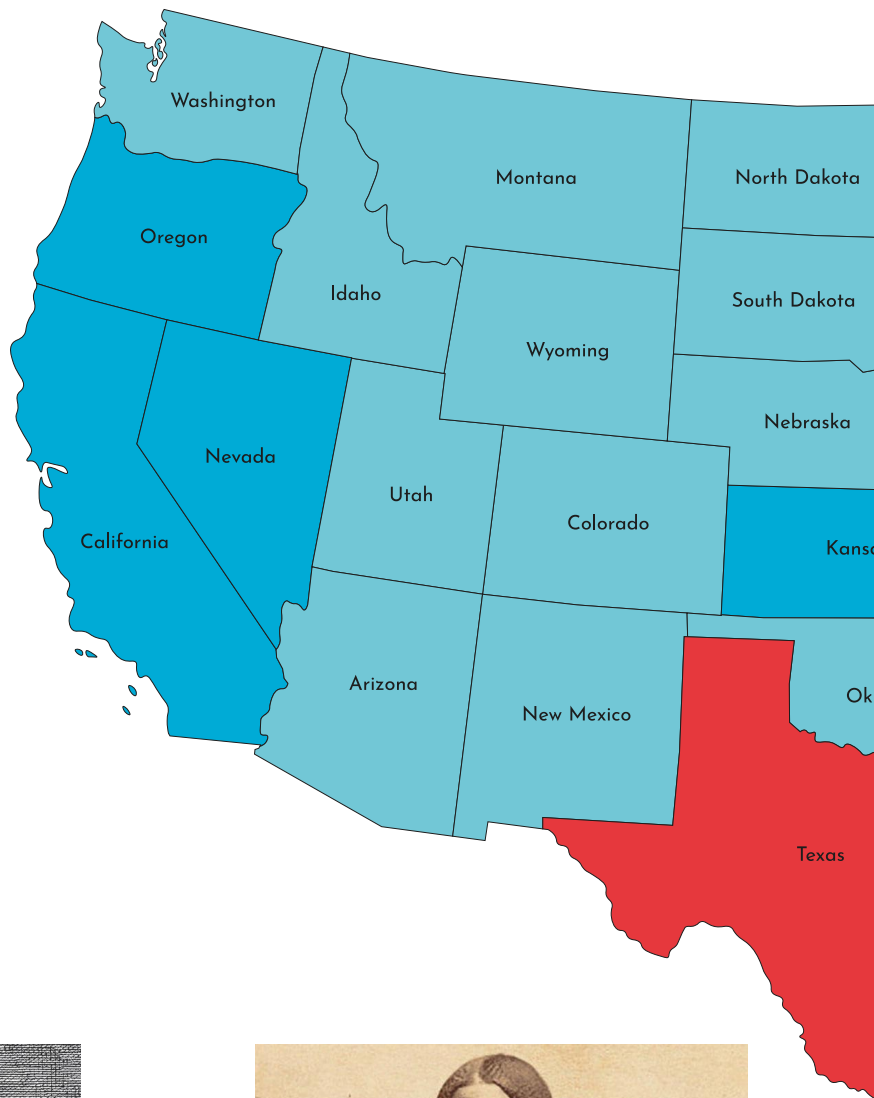 Washington
Montana
North Dakota
Oregon
Idaho
South Dakota
Wyoming
Nebraska
Nevada
Utah
Colorado
California
Arizona
New Mexico
Texas